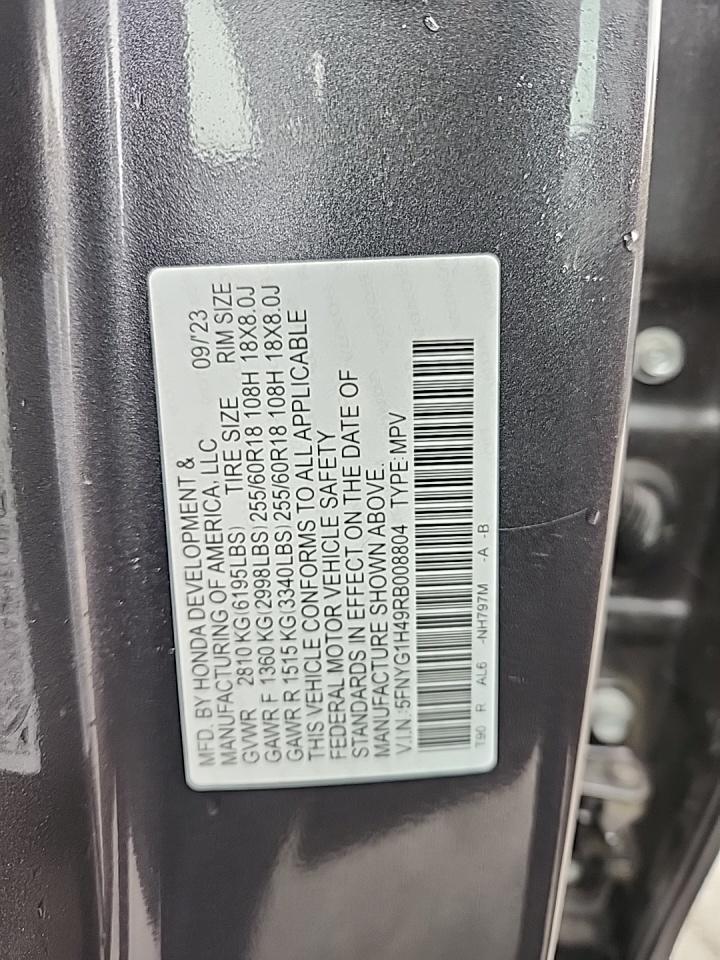 MFD. BY HONDA DEVELOPMENT &
MANUFACTURING OF AMERICA, LLC 09/'23
GVWR 2810 KG(6195LBS) TIRE SIZE RIM SIZE
GAWR F 1360 KG(2998LBS) 255/60R18 108H 18X8.0J
GAWR R 1515 KG(3340LBS) 255/60R18 108H 18X8.0J
THIS VEHICLE CONFORMS TO ALL APPLICABLE
FEDERAL MOTOR VEHICLE SAFETY
STANDARDS IN EFFECT ON THE DATE OF
MANUFACTURE SHOWN ABOVE.
V.I.N.:5FNYG1H49RB008804 TYPE:MPV
T90 R AL6 -NH797M -A -B